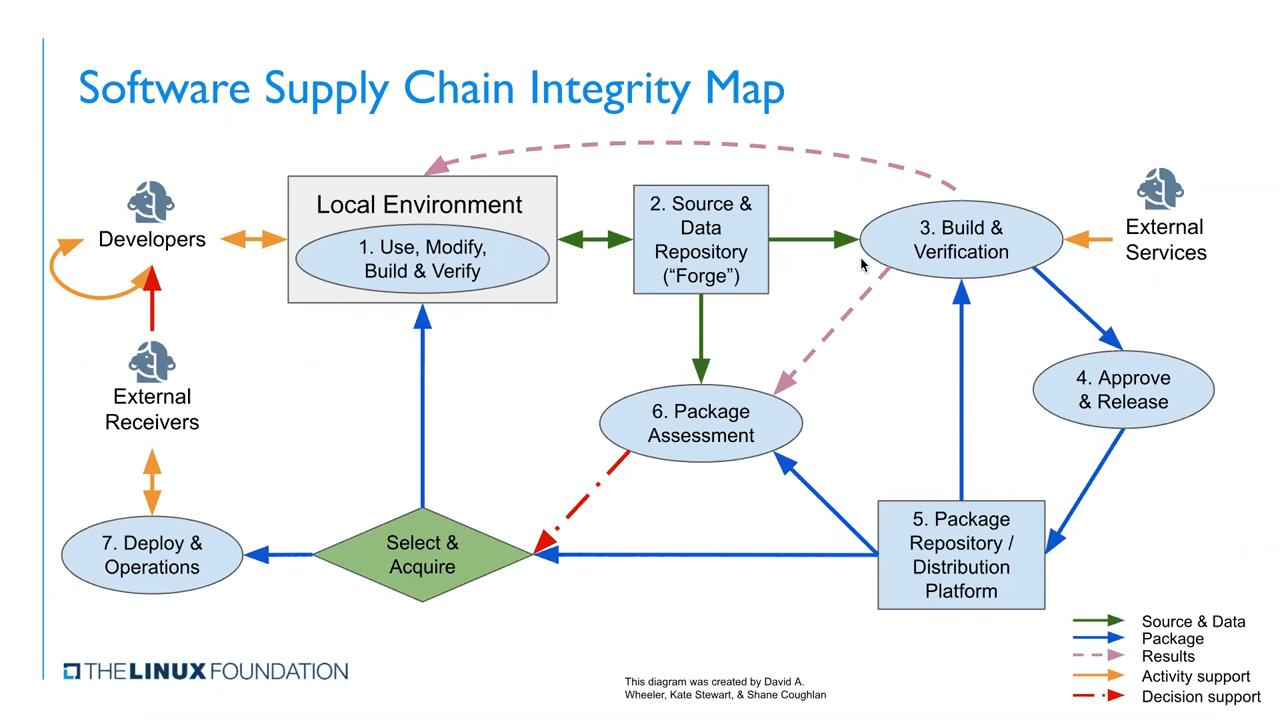 Software Supply Chain Integrity Map
Local Environment
1. Use, Modify,
Build & Verify
2. Source &
Data
Repository
(“Forge”)
3. Build &
Verification
External
Services
Developers
4. Approve
& Release
External
Receivers
6. Package
Assessment
7. Deploy &
Operations
Select &
Acquire
5. Package
Repository /
Distribution
Platform
Source & Data
Package
Results
Activity support
Decision support
THE LINUX FOUNDATION
This diagram was created by David A.
Wheeler, Kate Stewart, & Shane Coughlan